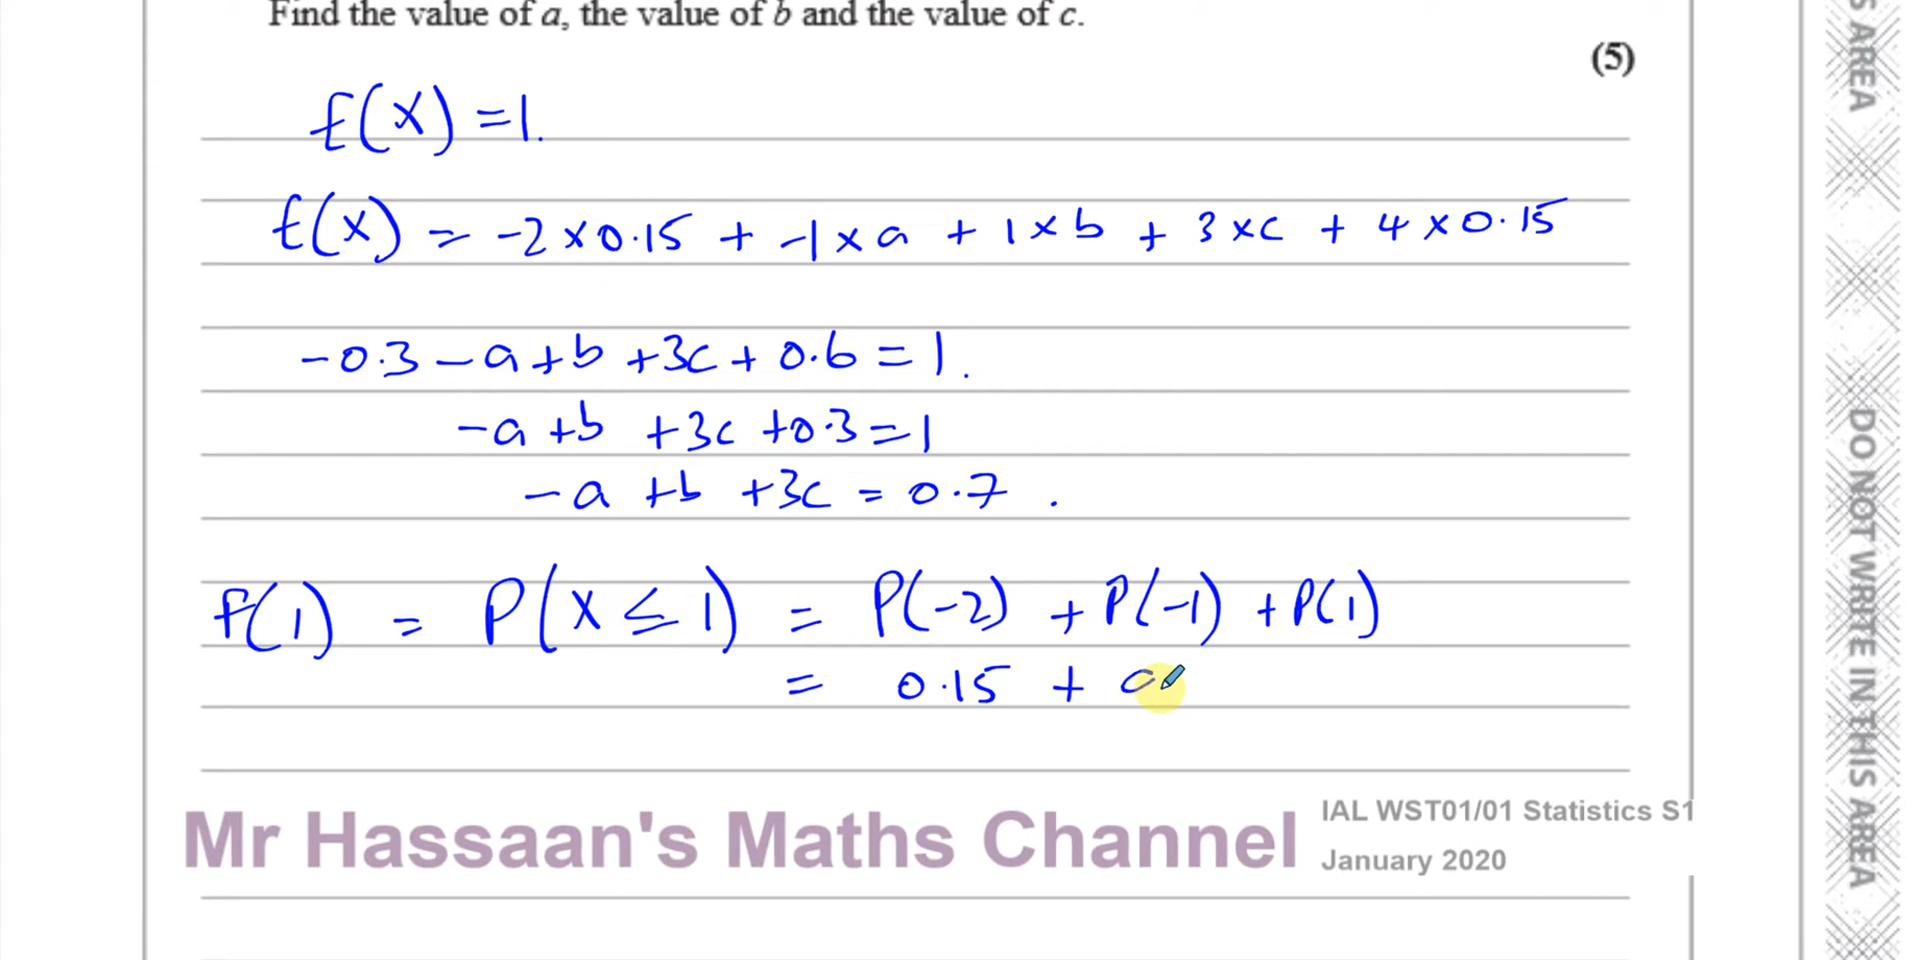 Find the value of a, the value of b and the value of c.
(5)
E(X) = 1.
E(X) = -2 × 0.15 + -1 × a + 1 × b + 3 × c + 4 × 0.15
-0.3 - a + b + 3c + 0.6 = 1.
-a + b + 3c + 0.3 = 1
-a + b + 3c = 0.7 .
F(1) = P(X ≤ 1) = P(-2) + P(-1) + P(1)
= 0.15 + a
Mr Hassaan's Maths Channel
IAL WST01/01 Statistics S1
January 2020
S AREA
DO NOT WRITE IN THIS AREA